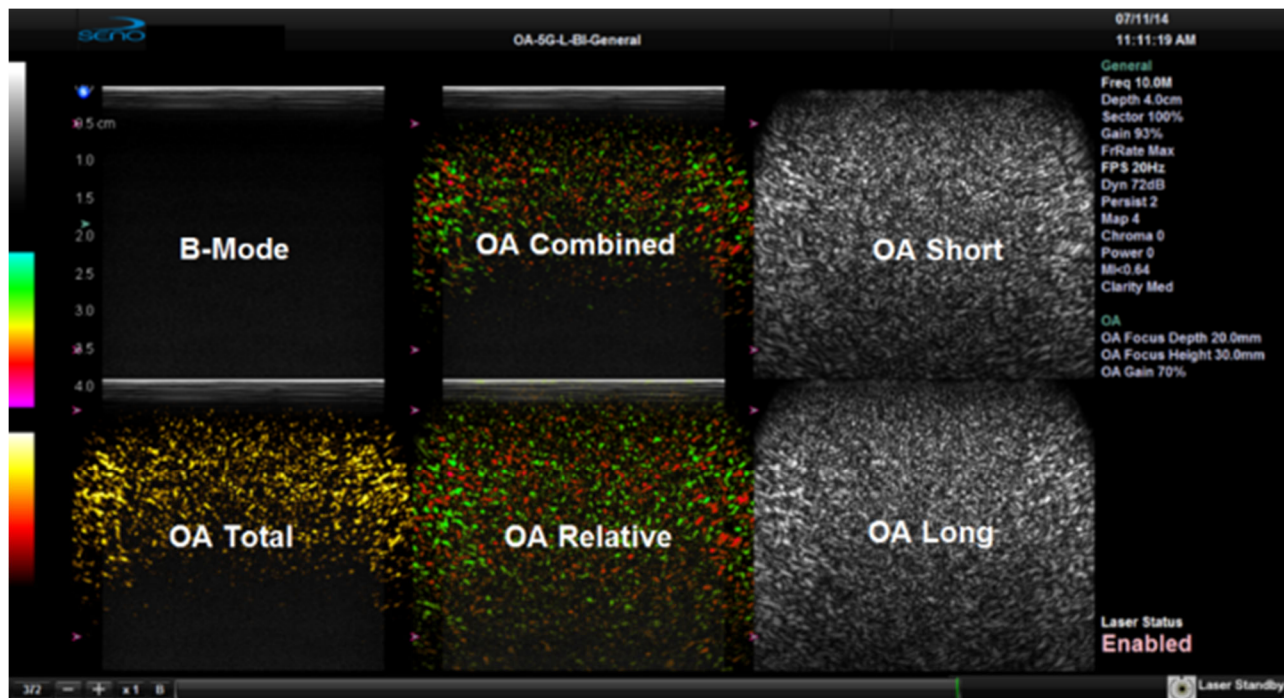 SENO
OA-5G-L-BI-General
07/11/14
11:11:19 AM
0.5 cm
1.0
1.5
2.0
2.5
3.0
3.5
4.0
B-Mode
OA Combined
OA Short
OA Total
OA Relative
OA Long
General
Freq 10.0M
Depth 4.0cm
Sector 100%
Gain 93%
FrRate Max
FPS 20Hz
Dyn 72dB
Persist 2
Map 4
Chroma 0
Power 0
MI<0.64
Clarity Med
OA
OA Focus Depth 20.0mm
OA Focus Height 30.0mm
OA Gain 70%
Laser Status
Enabled
3/2 x 1 B
Laser Standby